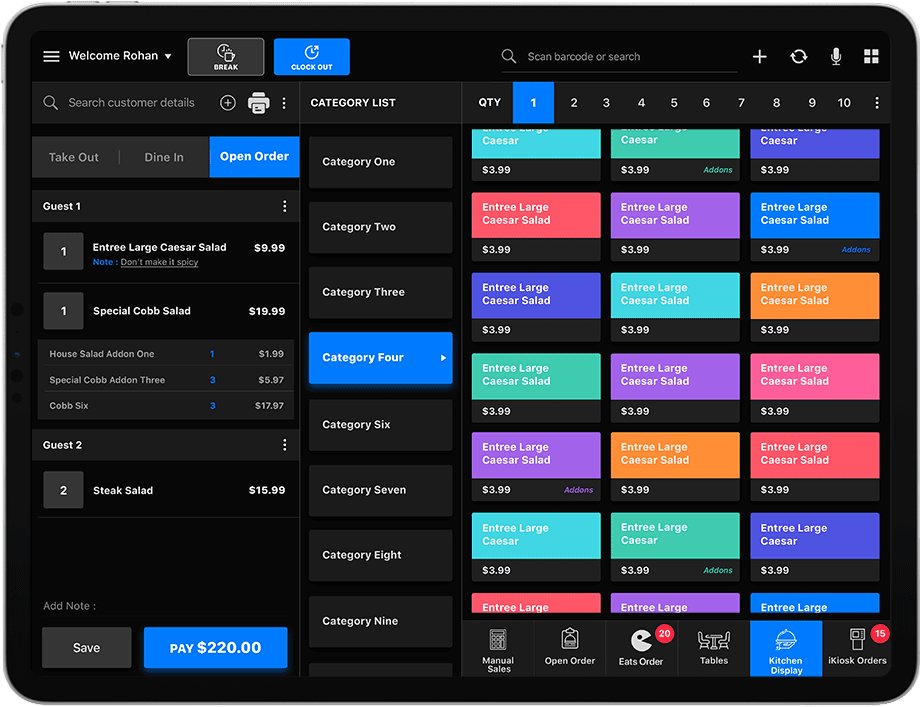 Welcome Rohan
BREAK
CLOCK OUT
Scan barcode or search
Search customer details
CATEGORY LIST
QTY 1 2 3 4 5 6 7 8 9 10
Take Out
Dine In
Open Order
Guest 1
1
Entree Large Caesar Salad
$9.99
Note : Don't make it spicy
1
Special Cobb Salad
$19.99
House Salad Addon One 1 $1.99
Special Cobb Addon Three 3 $5.97
Cobb Six 3 $17.97
Guest 2
2
Steak Salad
$15.99
Add Note :
Save
PAY $220.00
Category One
Category Two
Category Three
Category Four
Category Six
Category Seven
Category Eight
Category Nine
Entree Large
Caesar
$3.99
Entree Large
Caesar
$3.99 Addons
Entree Large
Caesar
$3.99
Entree Large
Caesar Salad
$3.99
Entree Large
Caesar Salad
$3.99
Entree Large
Caesar Salad
$3.99 Addons
Entree Large
Caesar Salad
$3.99
Entree Large
Caesar Salad
$3.99
Entree Large
Caesar Salad
$3.99
Entree Large
Caesar Salad
$3.99
Entree Large
Caesar Salad
$3.99
Entree Large
Caesar Salad
$3.99
Entree Large
Caesar Salad
$3.99 Addons
Entree Large
Caesar Salad
$3.99
Entree Large
Caesar Salad
$3.99
Entree Large
Caesar
$3.99
Entree Large
Caesar
$3.99 Addons
Entree Large
Caesar
$3.99
Entree Large
Entree Large
Entree Large
Manual
Sales
Open Order
20
Eats Order
Tables
Kitchen
Display
15
iKiosk Orders